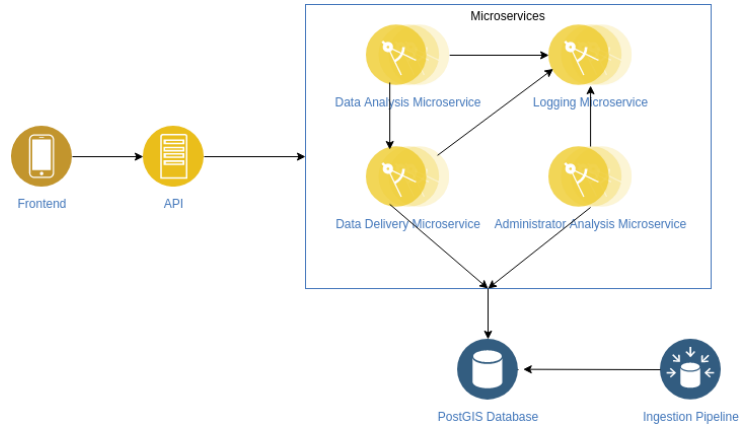 Microservices
Data Analysis Microservice
Logging Microservice
Frontend
API
Data Delivery Microservice
Administrator Analysis Microservice
PostGIS Database
Ingestion Pipeline